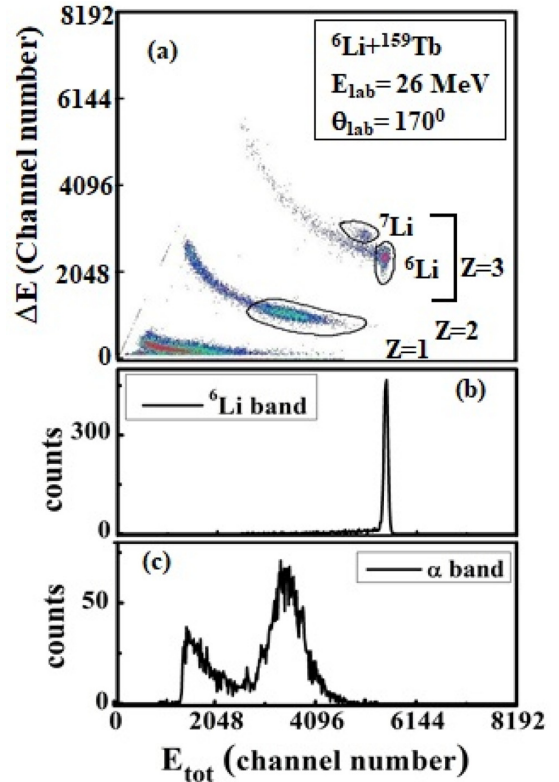 8192
(a)
⁶Li+¹⁵⁹Tb
E_lab= 26 MeV
θ_lab= 170⁰
6144
4096
2048
0
ΔE (Channel number)
⁷Li
⁶Li
Z=3
Z=2
Z=1
(b)
⁶Li band
300
0
counts
(c)
α band
50
0
counts
0 2048 4096 6144 8192
E_tot (channel number)